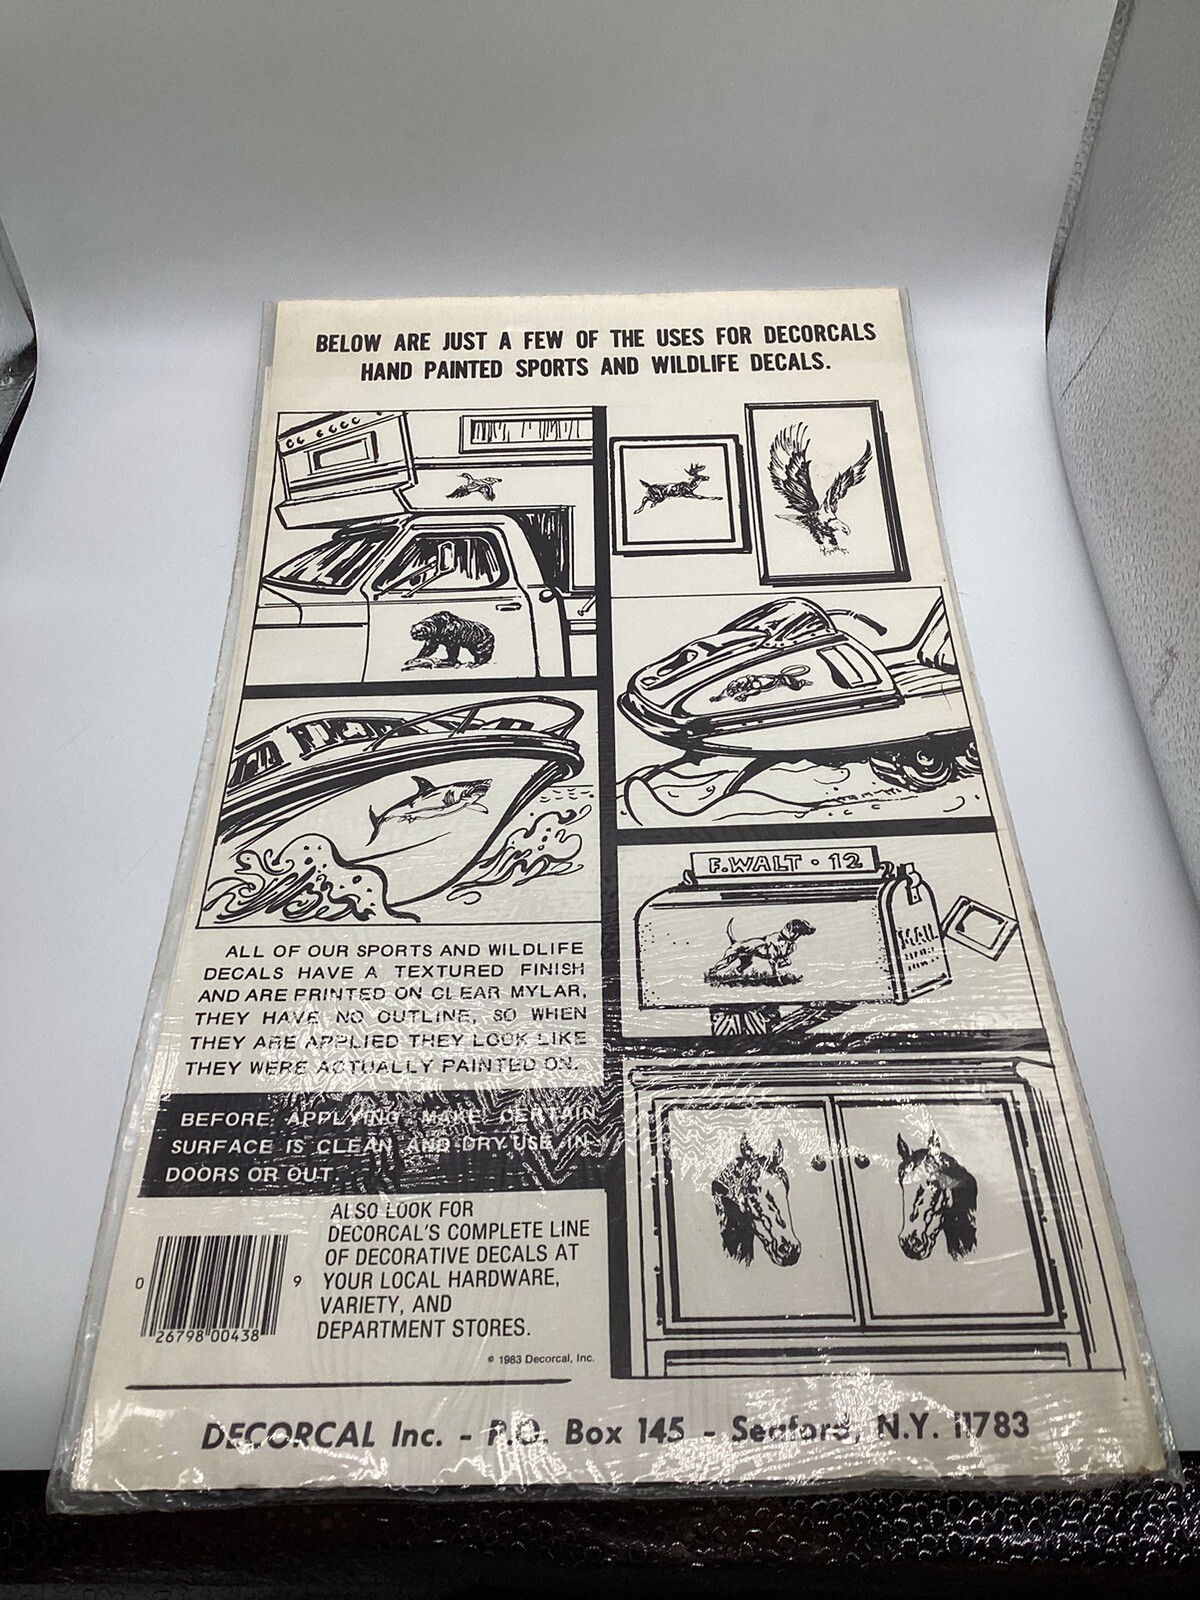 BELOW ARE JUST A FEW OF THE USES FOR DECORCALS
HAND PAINTED SPORTS AND WILDLIFE DECALS.
F. WALT · 12
MAIL
ALL OF OUR SPORTS AND WILDLIFE
DECALS HAVE A TEXTURED FINISH
AND ARE PRINTED ON CLEAR MYLAR,
THEY HAVE NO OUTLINE, SO WHEN
THEY ARE APPLIED THEY LOOK LIKE
THEY WERE ACTUALLY PAINTED ON.
BEFORE APPLYING MAKE CERTAIN
SURFACE IS CLEAN AND DRY USE IN
DOORS OR OUT.
ALSO LOOK FOR
DECORCAL'S COMPLETE LINE
OF DECORATIVE DECALS AT
YOUR LOCAL HARDWARE,
VARIETY, AND
DEPARTMENT STORES.
0 26798 00438 9
© 1983 Decorcal, Inc.
DECORCAL Inc. - P.O. Box 145 - Seaford, N.Y. 11783